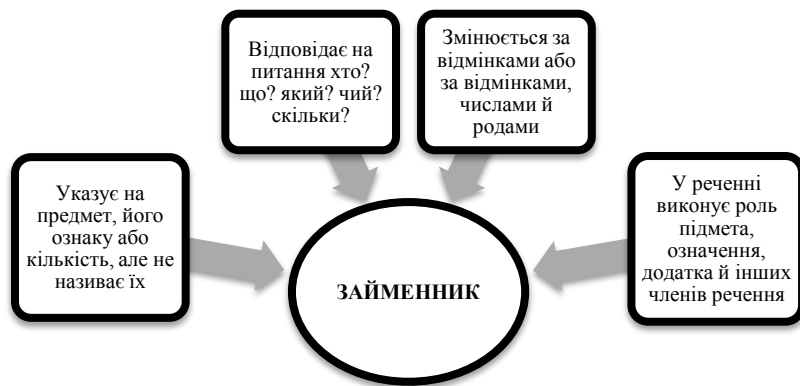 Указує на
предмет, його
ознаку або
кількість, але не
називає їх
Відповідає на
питання хто?
що? який? чий?
скільки?
Змінюється за
відмінками або
за відмінками,
числами й
родами
У реченні
виконує роль
підмета,
означення,
додатка й інших
членів речення
ЗАЙМЕННИК